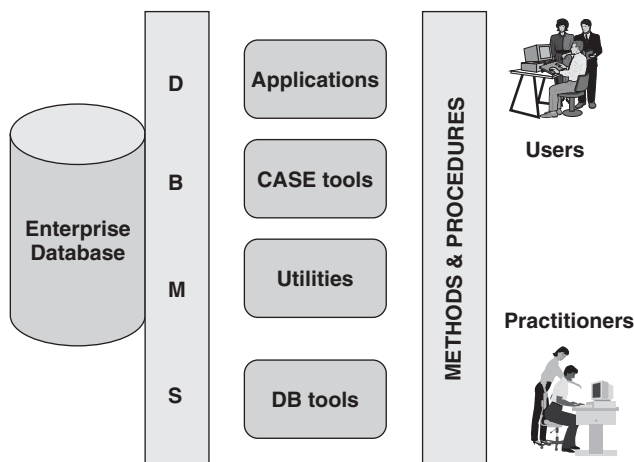 Enterprise
Database
D
B
M
S
Applications
CASE tools
Utilities
DB tools
METHODS & PROCEDURES
Users
Practitioners